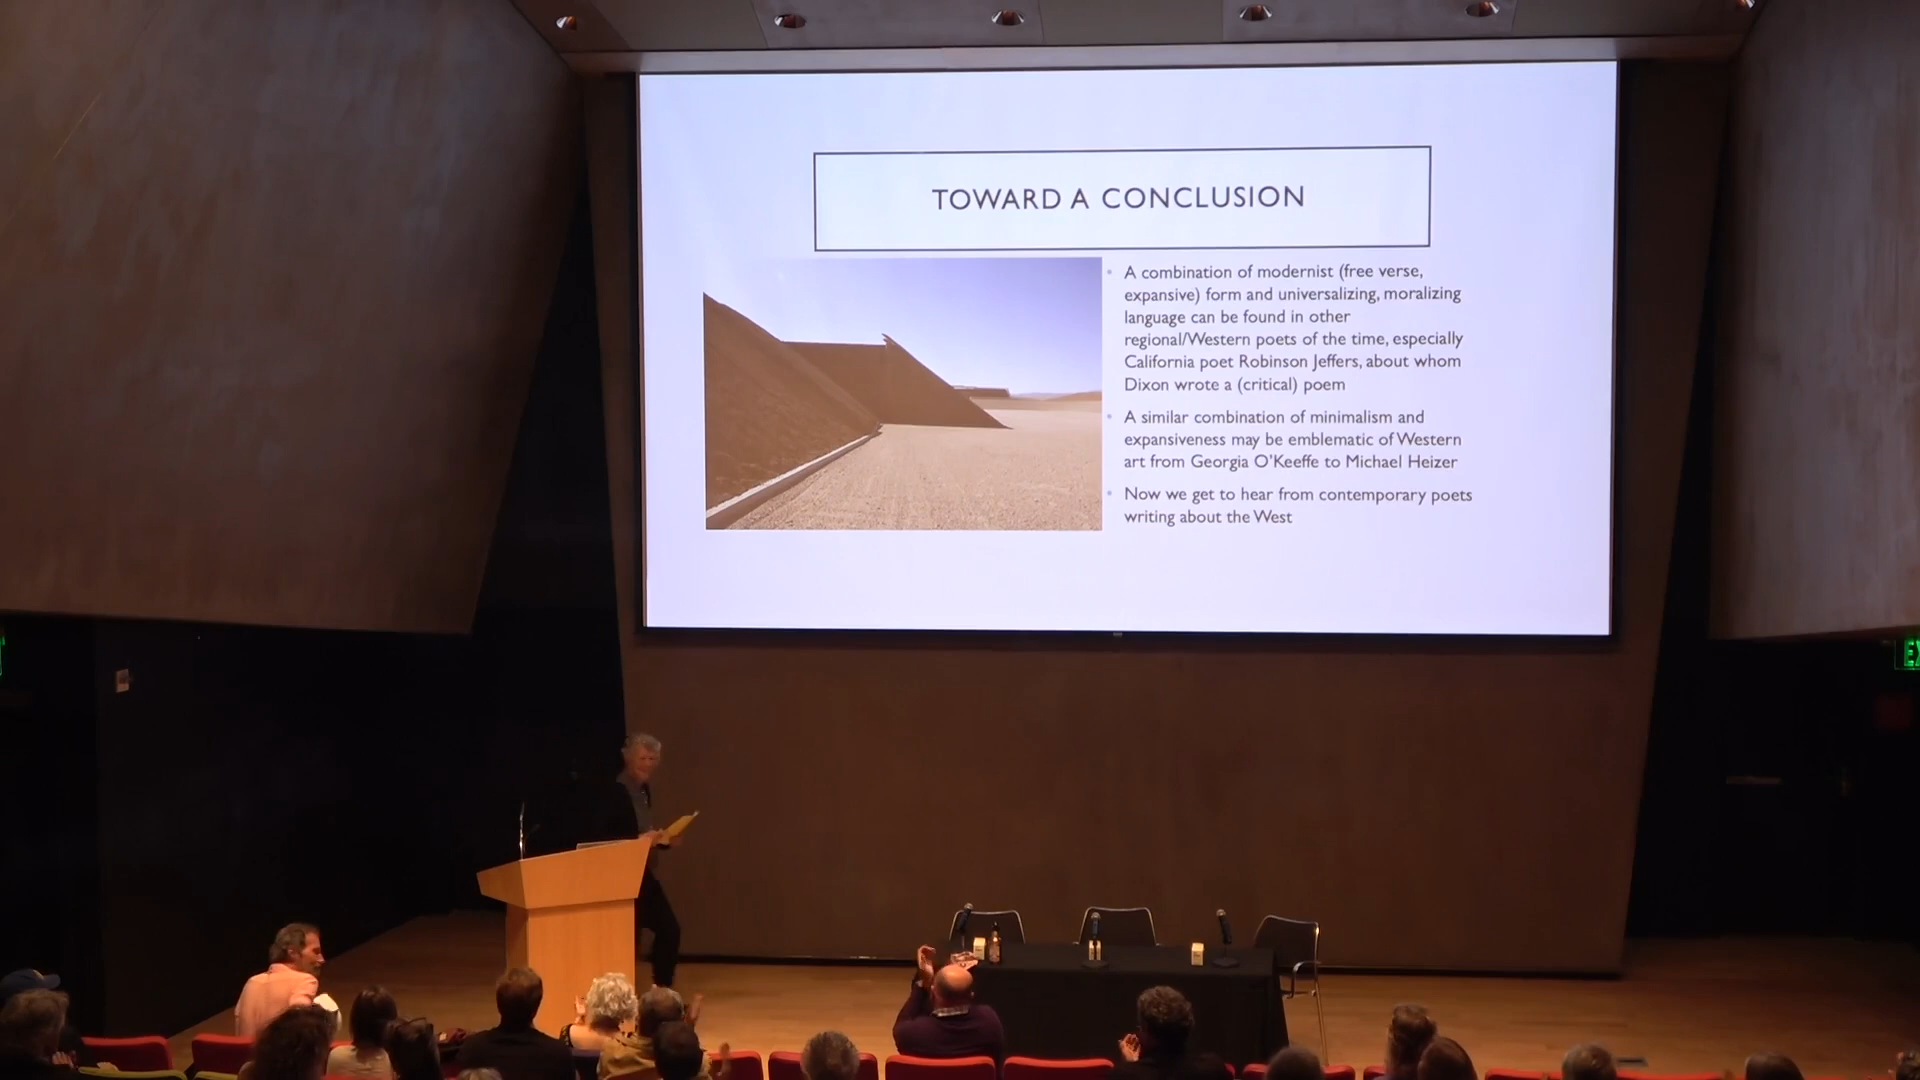 TOWARD A CONCLUSION
• A combination of modernist (free verse,
expansive) form and universalizing, moralizing
language can be found in other
regional/Western poets of the time, especially
California poet Robinson Jeffers, about whom
Dixon wrote a (critical) poem
• A similar combination of minimalism and
expansiveness may be emblematic of Western
art from Georgia O'Keeffe to Michael Heizer
• Now we get to hear from contemporary poets
writing about the West